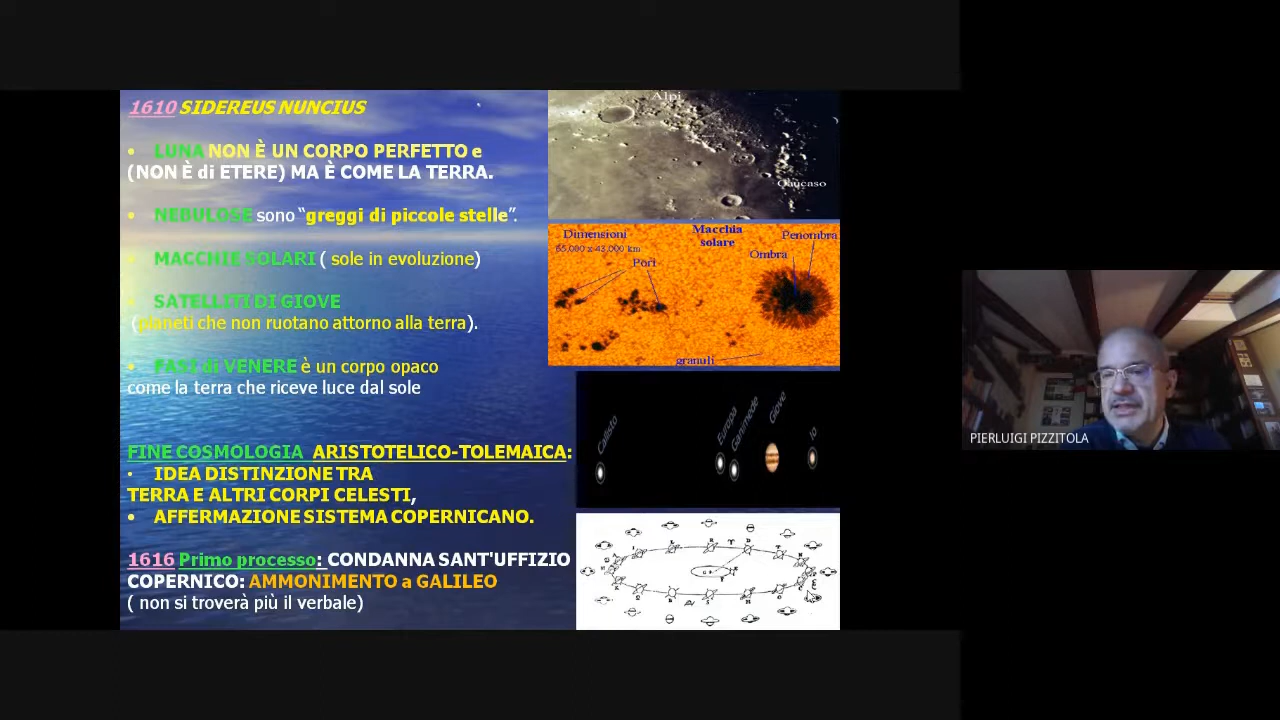 1610 SIDEREUS NUNCIUS
• LUNA NON È UN CORPO PERFETTO e
(NON È di ETERE) MA È COME LA TERRA.
• NEBULOSE sono “greggi di piccole stelle”.
• MACCHIE SOLARI ( sole in evoluzione)
• SATELLITI DI GIOVE
(pianeti che non ruotano attorno alla terra).
• FASI di VENERE è un corpo opaco
come la terra che riceve luce dal sole
FINE COSMOLOGIA ARISTOTELICO-TOLEMAICA:
• IDEA DISTINZIONE TRA
TERRA E ALTRI CORPI CELESTI,
• AFFERMAZIONE SISTEMA COPERNICANO.
1616 Primo processo: CONDANNA SANT'UFFIZIO
COPERNICO: AMMONIMENTO a GALILEO
( non si troverà più il verbale)
Alpi
Caucaso
Dimensioni
65.000 x 43.000 km
Pori
Macchia
solare
Penombra
Ombra
granuli
Callisto
Europa
Ganimede
Giove
Io
PIERLUIGI PIZZITOLA